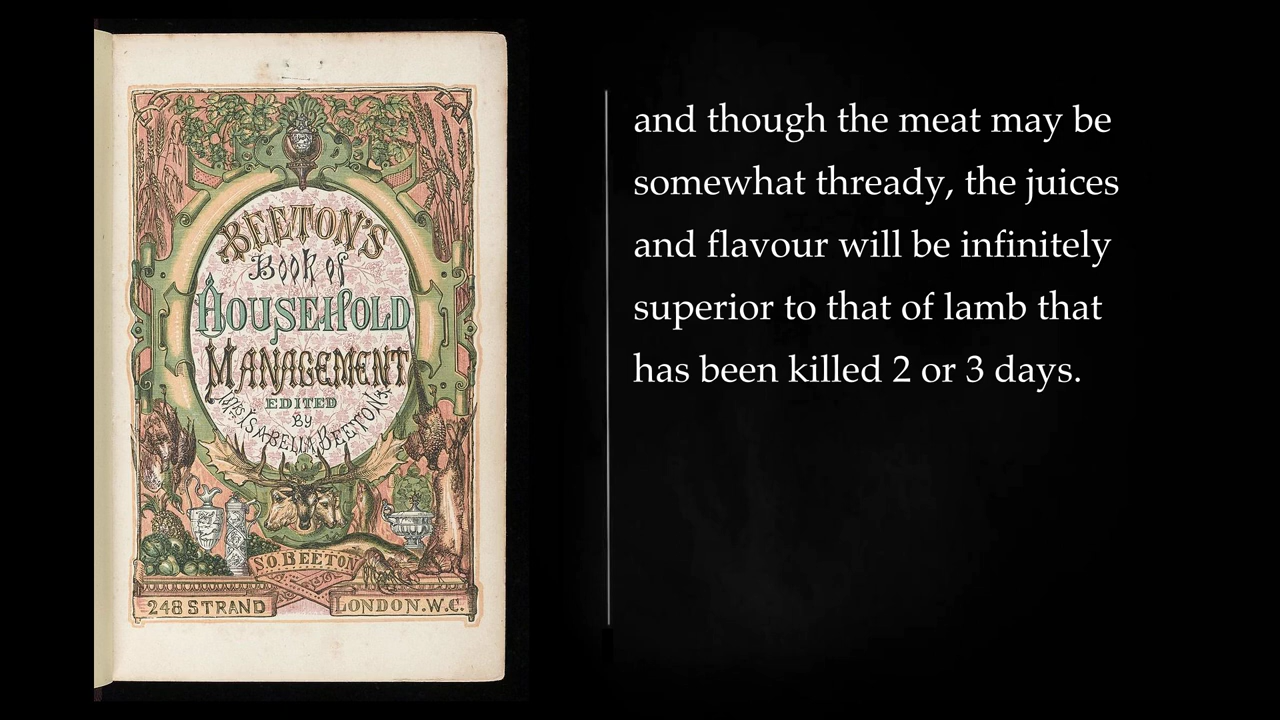 BEETON'S
Book of
HOUSEHOLD
MANAGEMENT
EDITED
BY
MRS ISABELLA BEETON
S.O. BEETON
248 STRAND
LONDON. W.C.
and though the meat may be
somewhat thready, the juices
and flavour will be infinitely
superior to that of lamb that
has been killed 2 or 3 days.